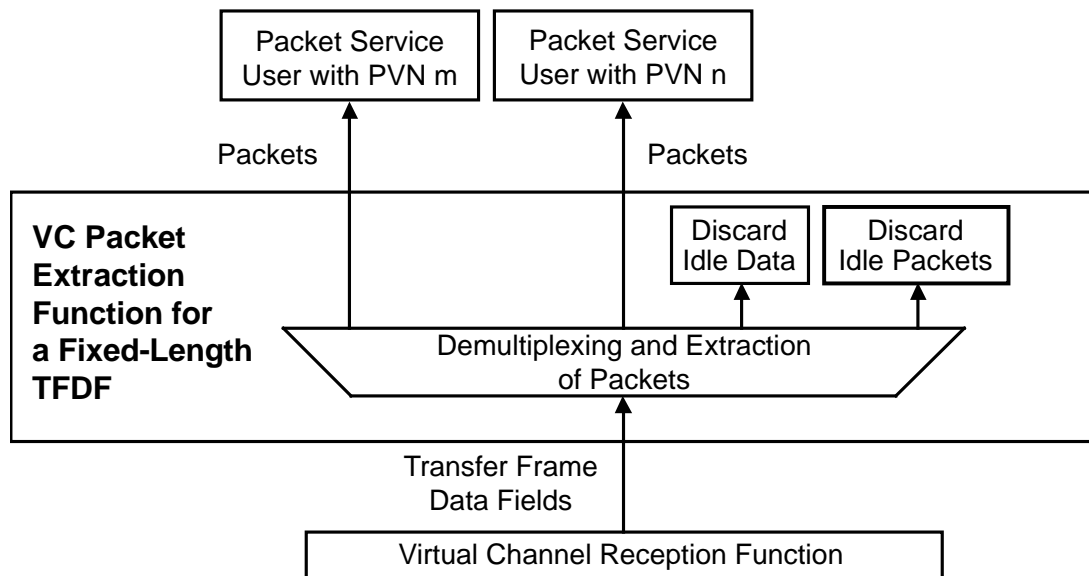 Packet Service
User with PVN m
Packet Service
User with PVN n
Packets
Packets
VC Packet
Extraction
Function for
a Fixed-Length
TFDF
Discard
Idle Data
Discard
Idle Packets
Demultiplexing and Extraction
of Packets
Transfer Frame
Data Fields
Virtual Channel Reception Function